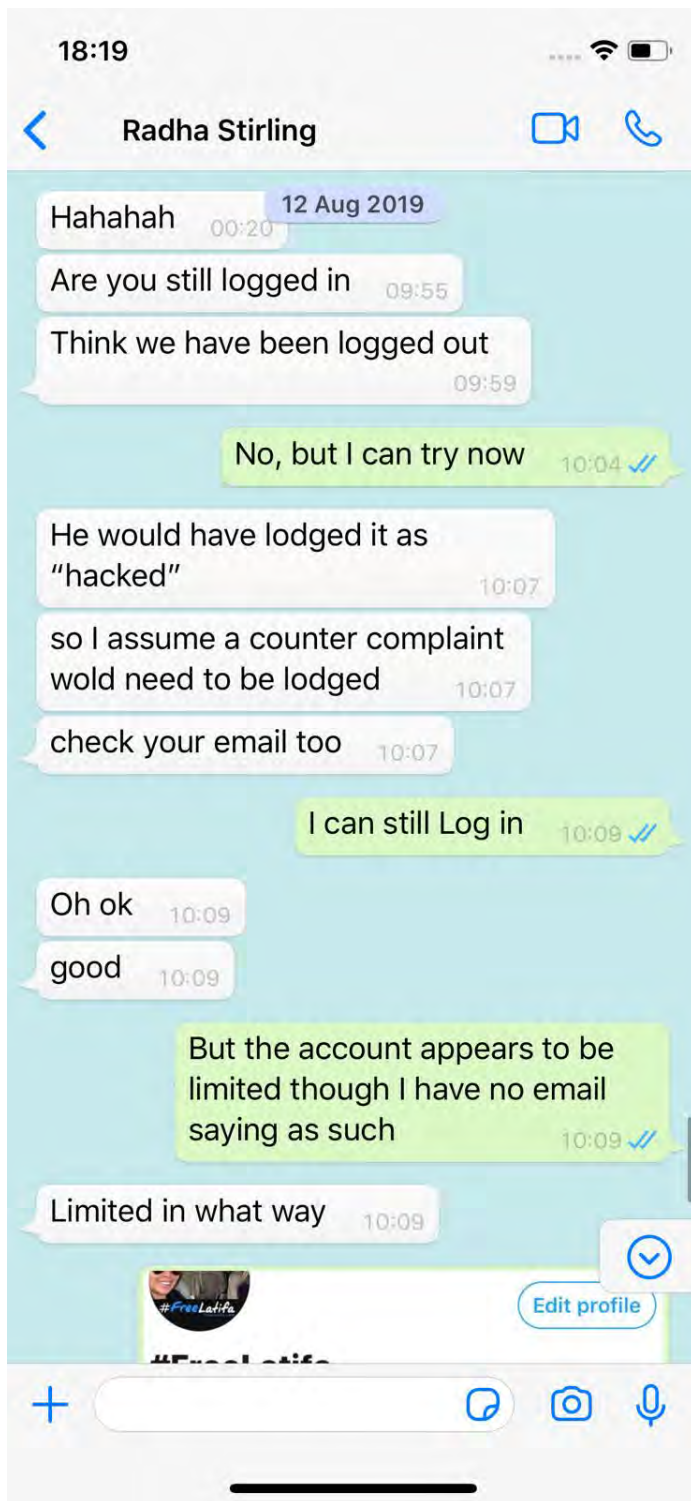 18:19
Radha Stirling
12 Aug 2019
Hahahah 00:20
Are you still logged in 09:55
Think we have been logged out
09:59
No, but I can try now 10:04
He would have lodged it as
“hacked” 10:07
so I assume a counter complaint
wold need to be lodged 10:07
check your email too 10:07
I can still Log in 10:09
Oh ok 10:09
good 10:09
But the account appears to be
limited though I have no email
saying as such 10:09
Limited in what way 10:09
#FreeLatifa
Edit profile
#FreeLatifa